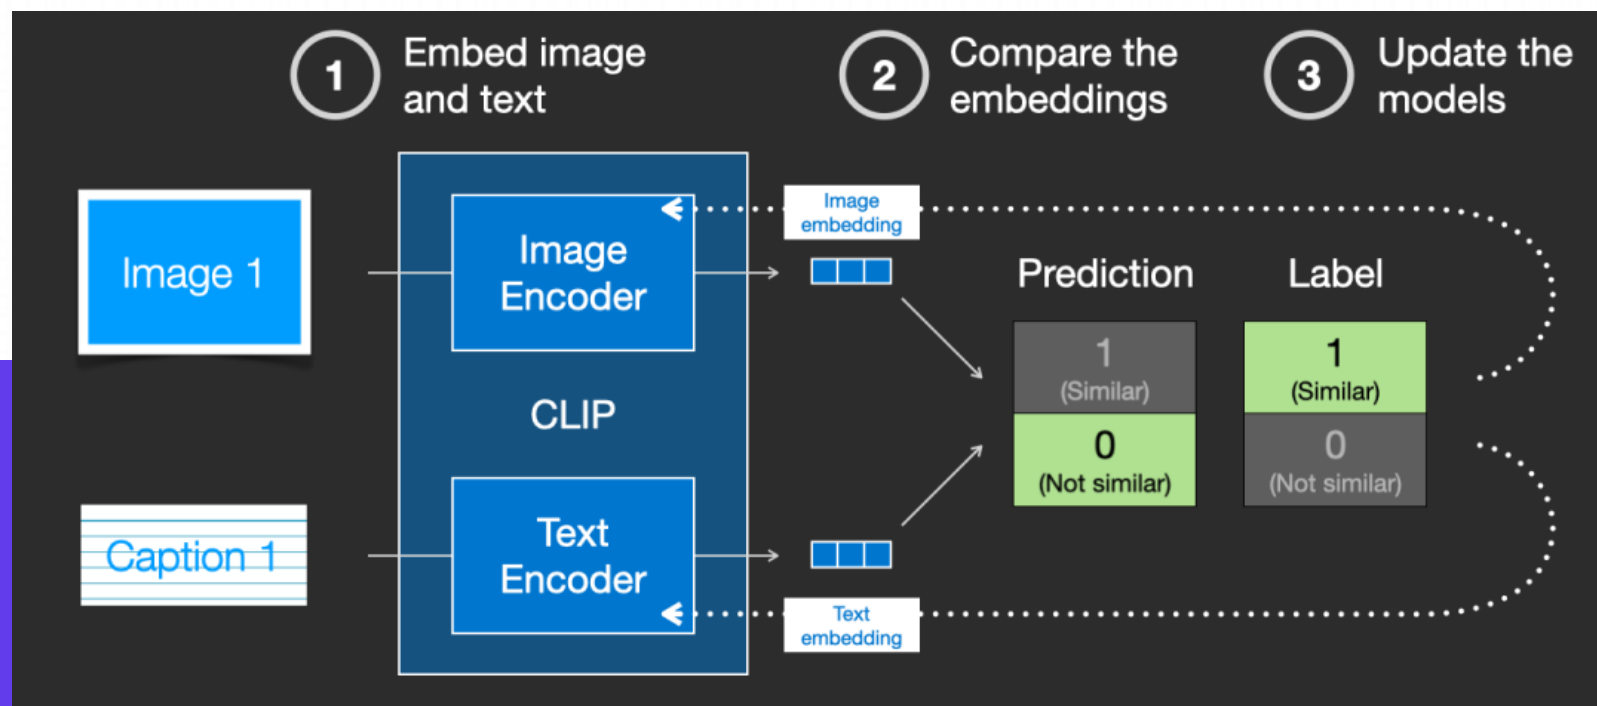 1
Embed image
and text
2
Compare the
embeddings
3
Update the
models
Image 1
Image
Encoder
Image
embedding
Prediction
Label
1
(Similar)
0
(Not similar)
1
(Similar)
0
(Not similar)
CLIP
Caption 1
Text
Encoder
Text
embedding